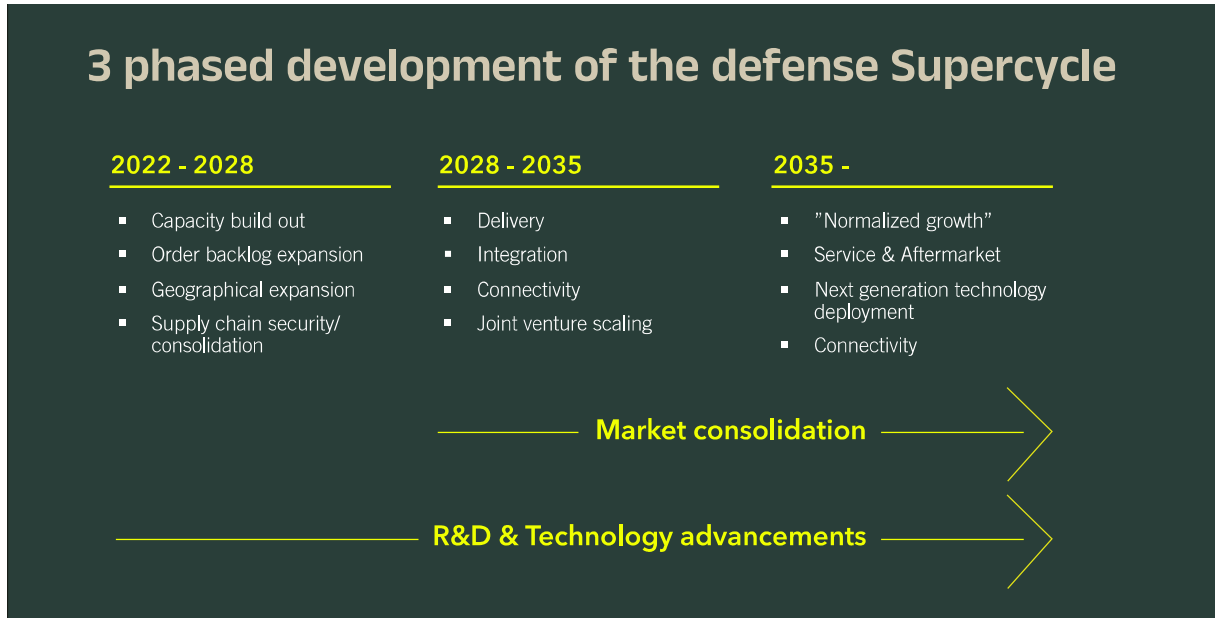 3 phased development of the defense Supercycle
2022 - 2028
Capacity build out
Order backlog expansion
Geographical expansion
Supply chain security/
consolidation
2028 - 2035
Delivery
Integration
Connectivity
Joint venture scaling
2035 -
”Normalized growth”
Service & Aftermarket
Next generation technology
deployment
Connectivity
Market consolidation
R&D & Technology advancements